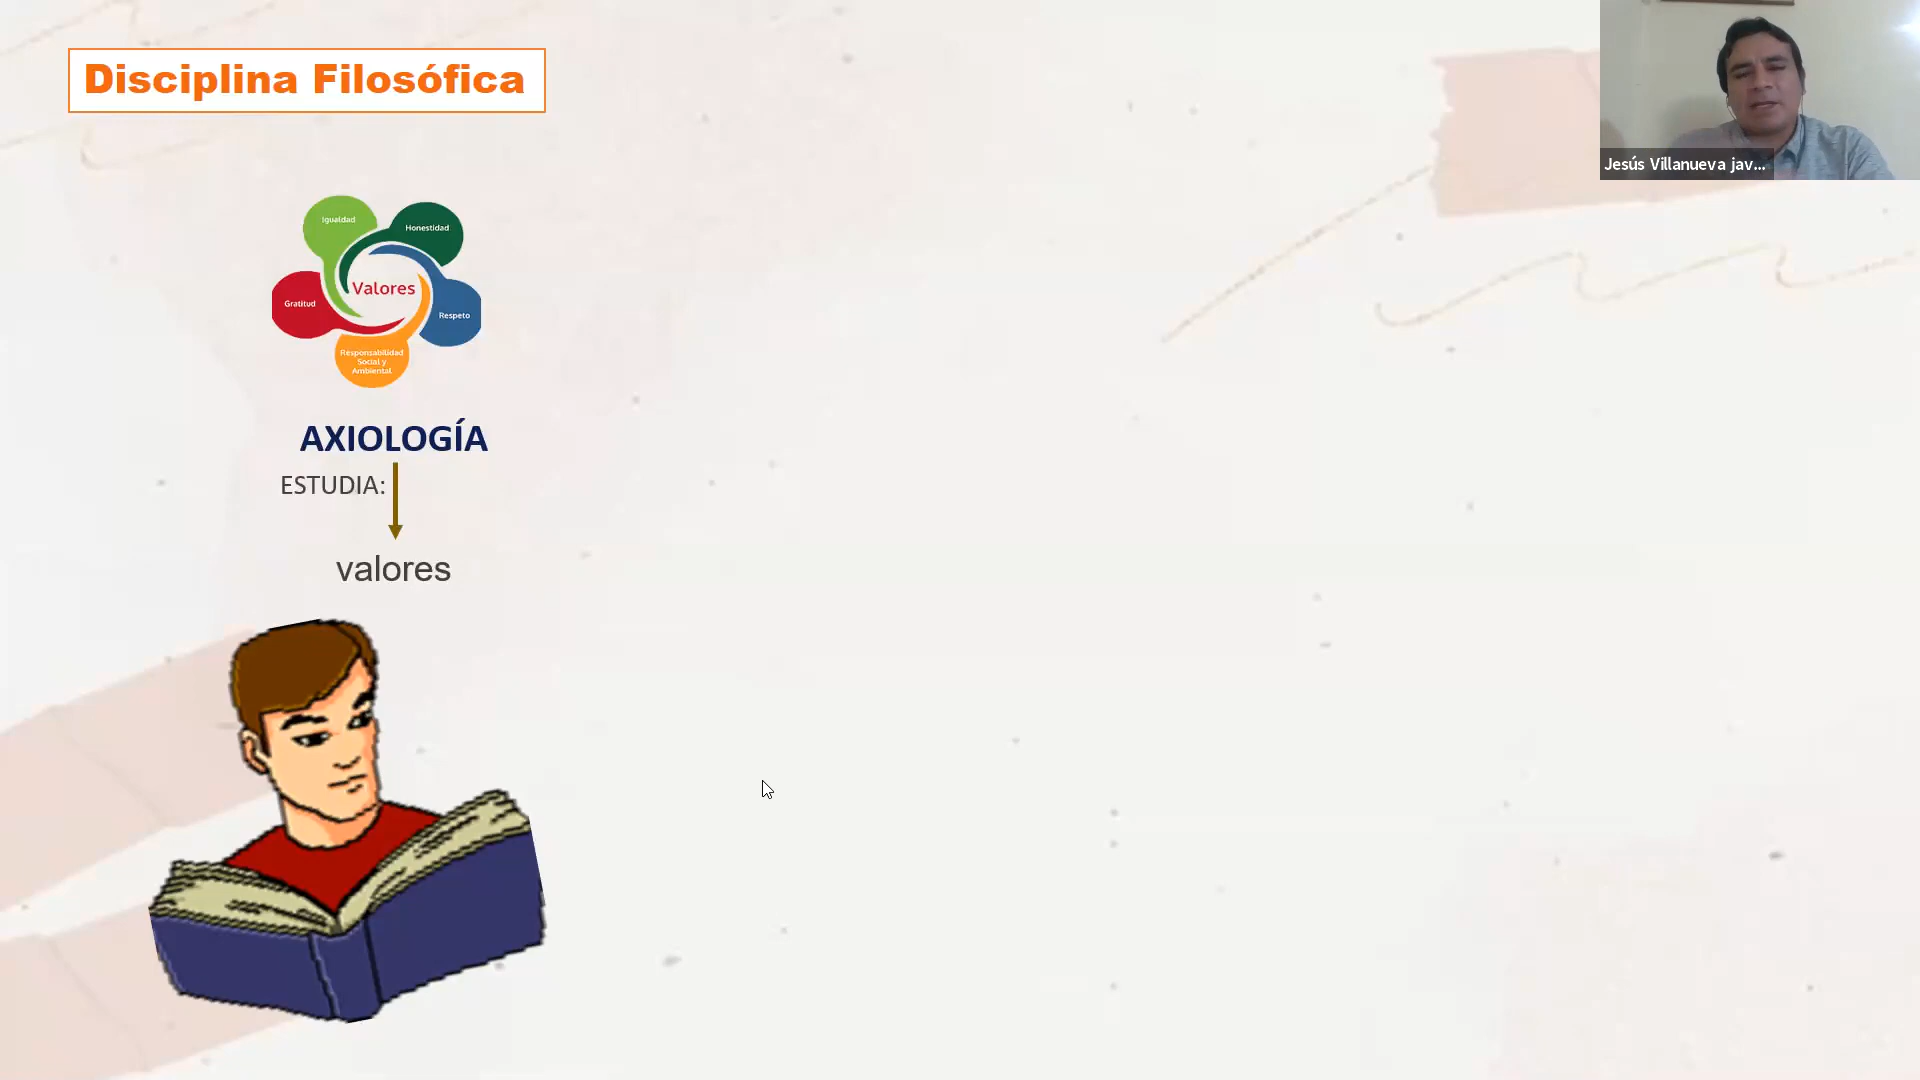 Disciplina Filosófica
Jesús Villanueva jav...
Igualdad
Honestidad
Valores
Gratitud
Respeto
Responsabilidad
Social y
Ambiental
AXIOLOGÍA
ESTUDIA:
valores